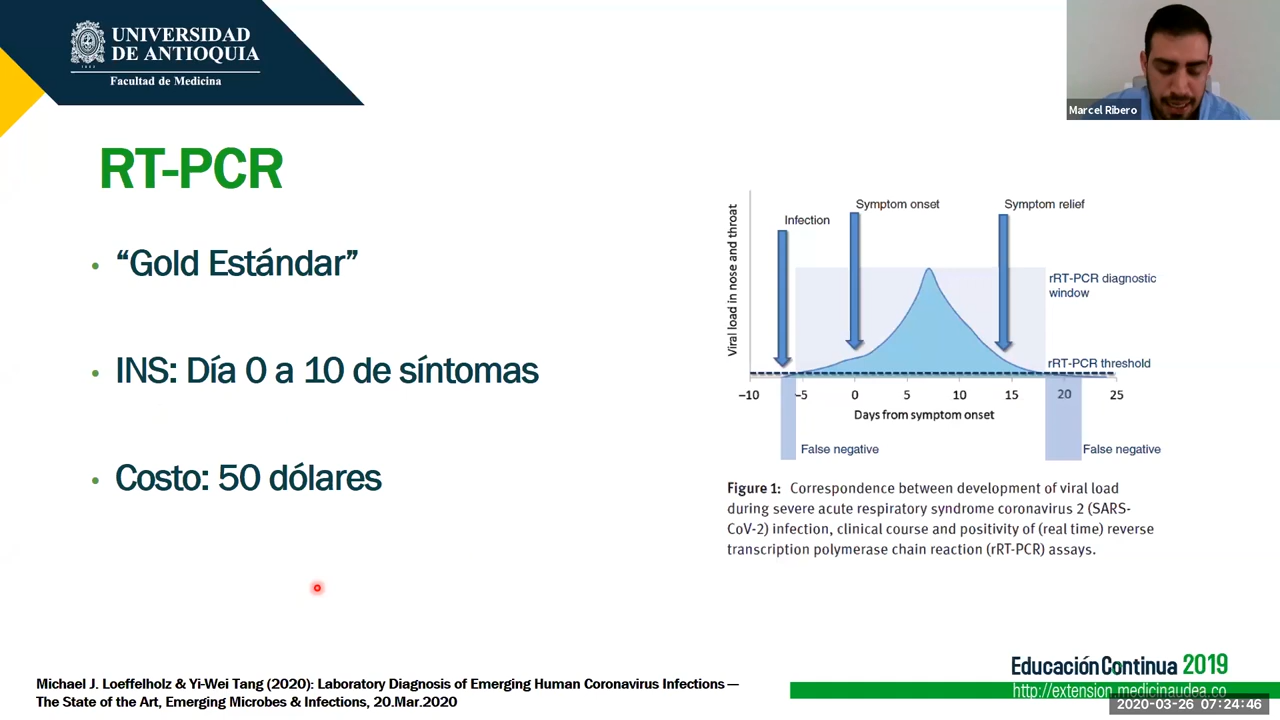 UNIVERSIDAD
DE ANTIOQUIA
1803
Facultad de Medicina
Marcel Ribero
RT-PCR
• “Gold Estándar”
• INS: Día 0 a 10 de síntomas
• Costo: 50 dólares
Viral load in nose and throat
Infection
Symptom onset
Symptom relief
rRT-PCR diagnostic
window
rRT-PCR threshold
−10 −5 0 5 10 15 20 25
Days from symptom onset
False negative
False negative
Figure 1: Correspondence between development of viral load
during severe acute respiratory syndrome coronavirus 2 (SARS-
CoV-2) infection, clinical course and positivity of (real time) reverse
transcription polymerase chain reaction (rRT-PCR) assays.
Michael J. Loeffelholz & Yi-Wei Tang (2020): Laboratory Diagnosis of Emerging Human Coronavirus Infections —
The State of the Art, Emerging Microbes & Infections, 20.Mar.2020
EducaciónContinua 2019
http://extension.medicinaudea.co
2020-03-26 07:24:46